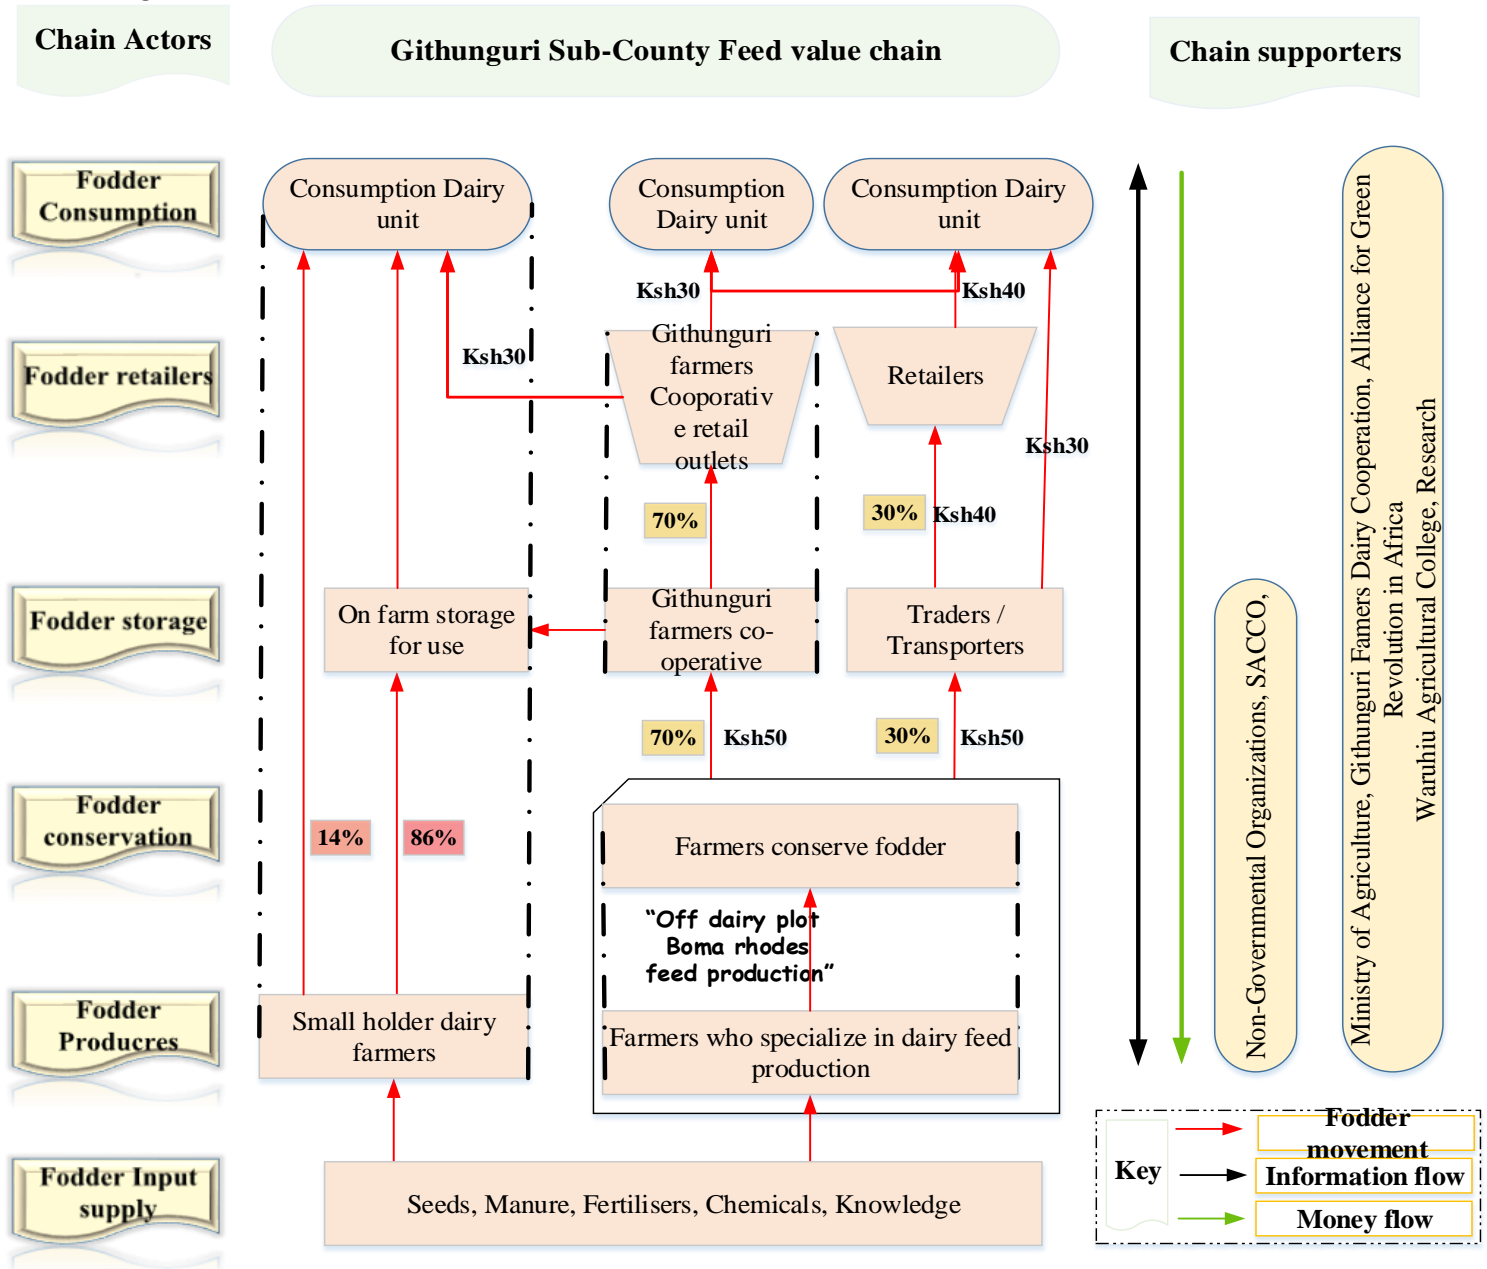 Chain Actors
Githunguri Sub-County Feed value chain
Chain supporters
Fodder
Consumption
Consumption Dairy
unit
Consumption
Dairy unit
Consumption Dairy
unit
Ksh30
Ksh40
Fodder retailers
Ksh30
Githunguri
farmers
Cooporativ
e retail
outlets
Retailers
Ksh30
70%
30%
Ksh40
Fodder storage
On farm storage
for use
Githunguri
farmers co-
operative
Traders /
Transporters
70%
Ksh50
30%
Ksh50
Fodder
conservation
14%
86%
Farmers conserve fodder
“Off dairy plot
Boma rhodes
feed production”
Fodder
Producres
Small holder dairy
farmers
Farmers who specialize in dairy feed
production
Fodder Input
supply
Seeds, Manure, Fertilisers, Chemicals, Knowledge
Non-Governmental Organizations, SACCO,
Ministry of Agriculture, Githunguri Famers Dairy Cooperation, Alliance for Green
Revolution in Africa
Waruhiu Agricultural College, Research
Key
Fodder
movement
Information flow
Money flow